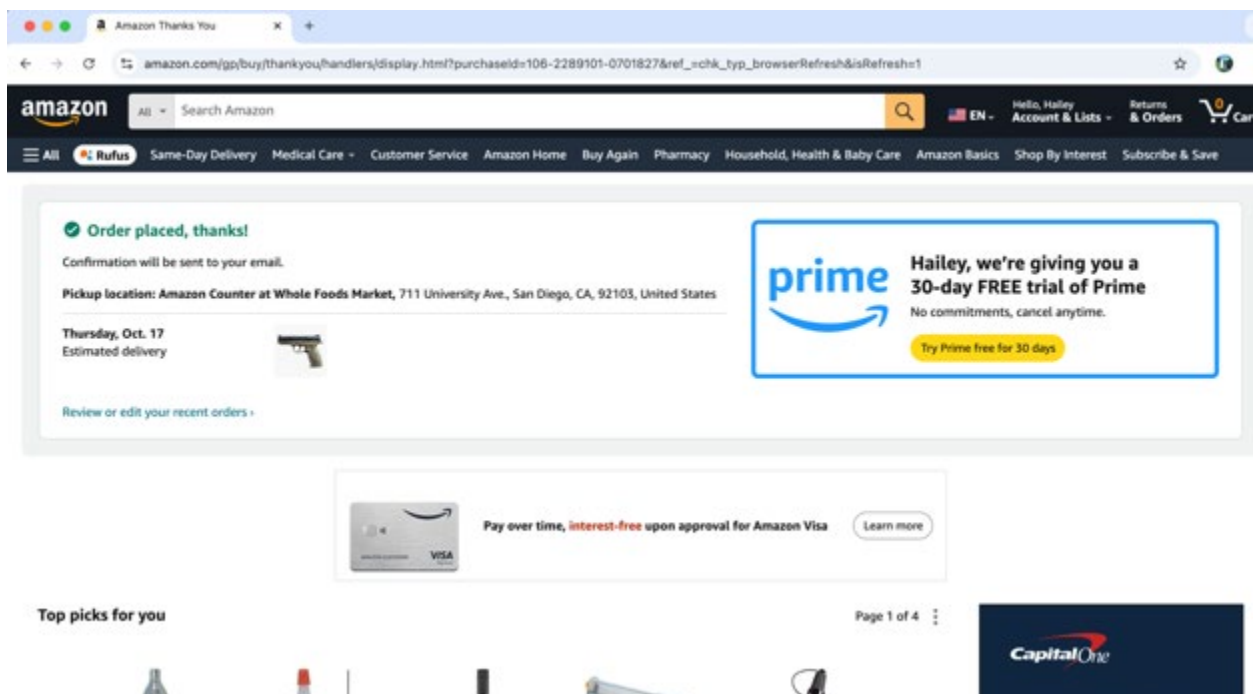 Amazon Thanks You
amazon.com/gp/buy/thankyou/handlers/display.html?purchaseId=106-2289101-0701827&ref_=chk_typ_browserRefresh&isRefresh=1
amazon All Search Amazon EN Hello, Hailey Account & Lists Returns & Orders 0 Car
All Rufus Same-Day Delivery Medical Care Customer Service Amazon Home Buy Again Pharmacy Household, Health & Baby Care Amazon Basics Shop By Interest Subscribe & Save
Order placed, thanks!
Confirmation will be sent to your email.
Pickup location: Amazon Counter at Whole Foods Market, 711 University Ave., San Diego, CA, 92103, United States
Thursday, Oct. 17
Estimated delivery
Review or edit your recent orders ›
prime
Hailey, we're giving you a
30-day FREE trial of Prime
No commitments, cancel anytime.
Try Prime free for 30 days
VISA
Pay over time, interest-free upon approval for Amazon Visa
Learn more
Top picks for you
Page 1 of 4
Capital One